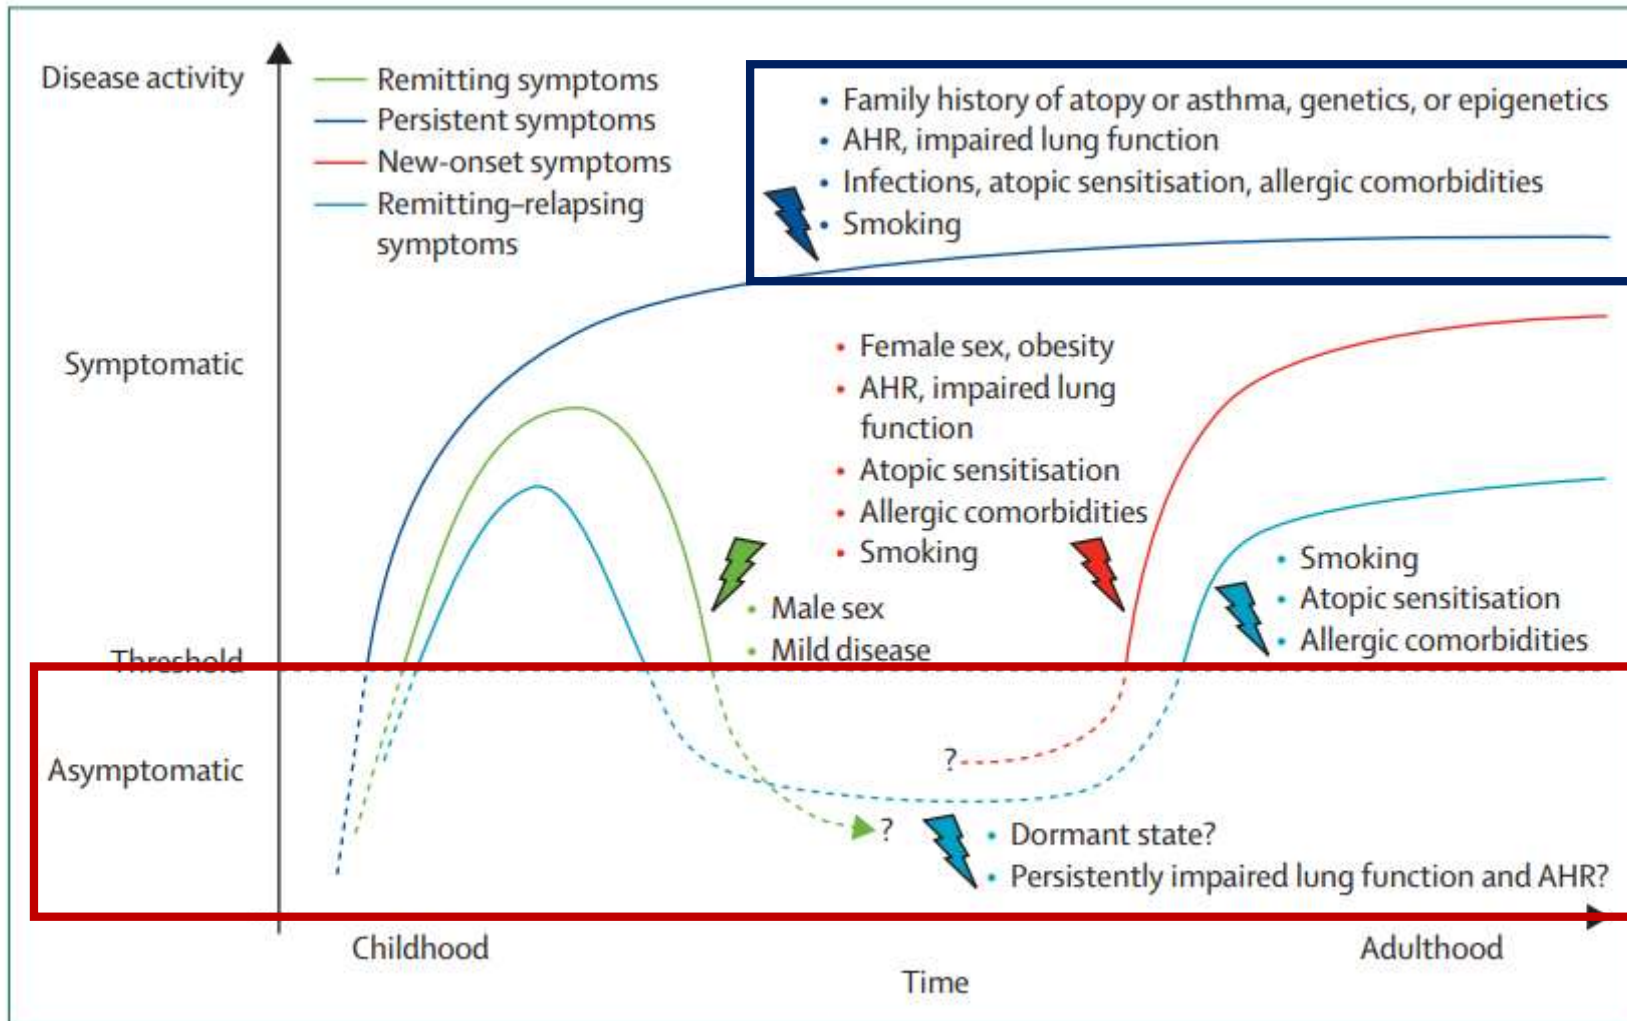 Disease activity
Remitting symptoms
Persistent symptoms
New-onset symptoms
Remitting–relapsing
symptoms
• Family history of atopy or asthma, genetics, or epigenetics
• AHR, impaired lung function
• Infections, atopic sensitisation, allergic comorbidities
• Smoking
Symptomatic
• Female sex, obesity
• AHR, impaired lung
function
• Atopic sensitisation
• Allergic comorbidities
• Smoking
• Male sex
• Mild disease
• Smoking
• Atopic sensitisation
• Allergic comorbidities
Threshold
Asymptomatic
?
?
• Dormant state?
• Persistently impaired lung function and AHR?
Childhood
Adulthood
Time